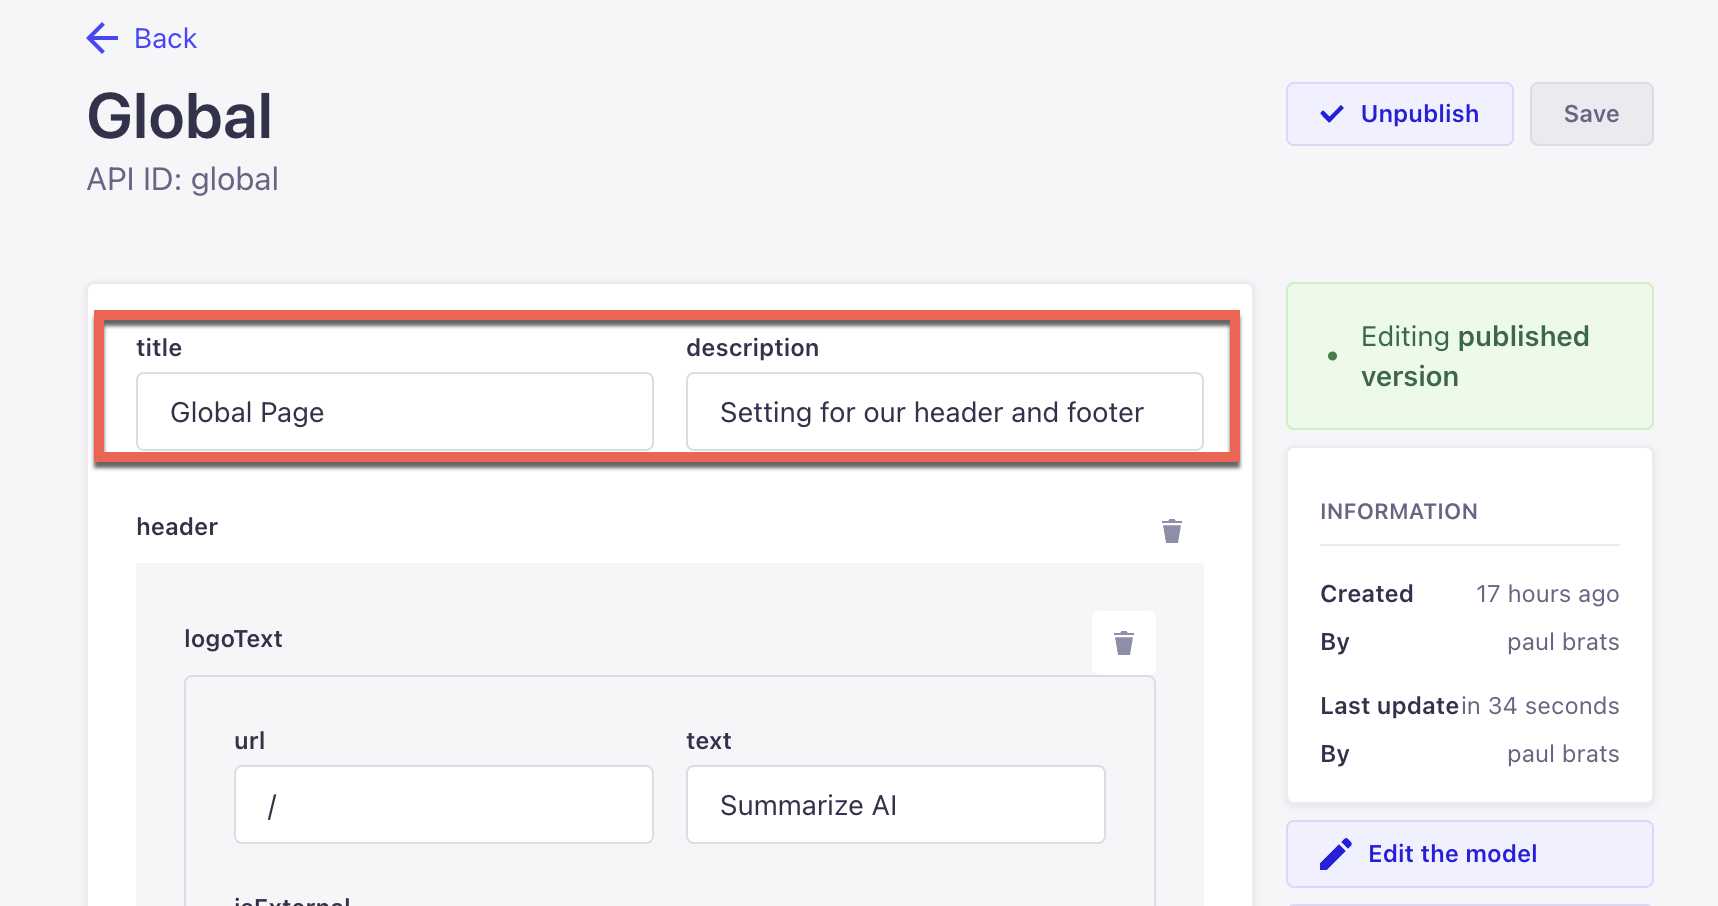 Back
Global
API ID: global
Unpublish
Save
title
description
Global Page
Setting for our header and footer
header
logoText
url
text
/
Summarize AI
isExternal
Editing published
version
INFORMATION
Created 17 hours ago
By paul brats
Last update in 34 seconds
By paul brats
Edit the model